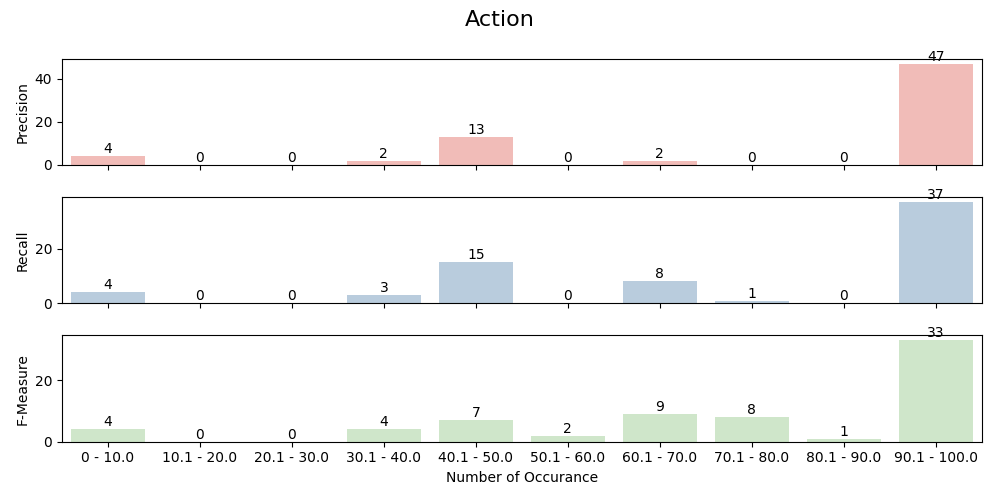 Action
Precision
40
20
0
4 0 0 2 13 0 2 0 0 47
Recall
20
0
4 0 0 3 15 0 8 1 0 37
F-Measure
20
0
4 0 0 4 7 2 9 8 1 33
0 - 10.0 10.1 - 20.0 20.1 - 30.0 30.1 - 40.0 40.1 - 50.0 50.1 - 60.0 60.1 - 70.0 70.1 - 80.0 80.1 - 90.0 90.1 - 100.0
Number of Occurance